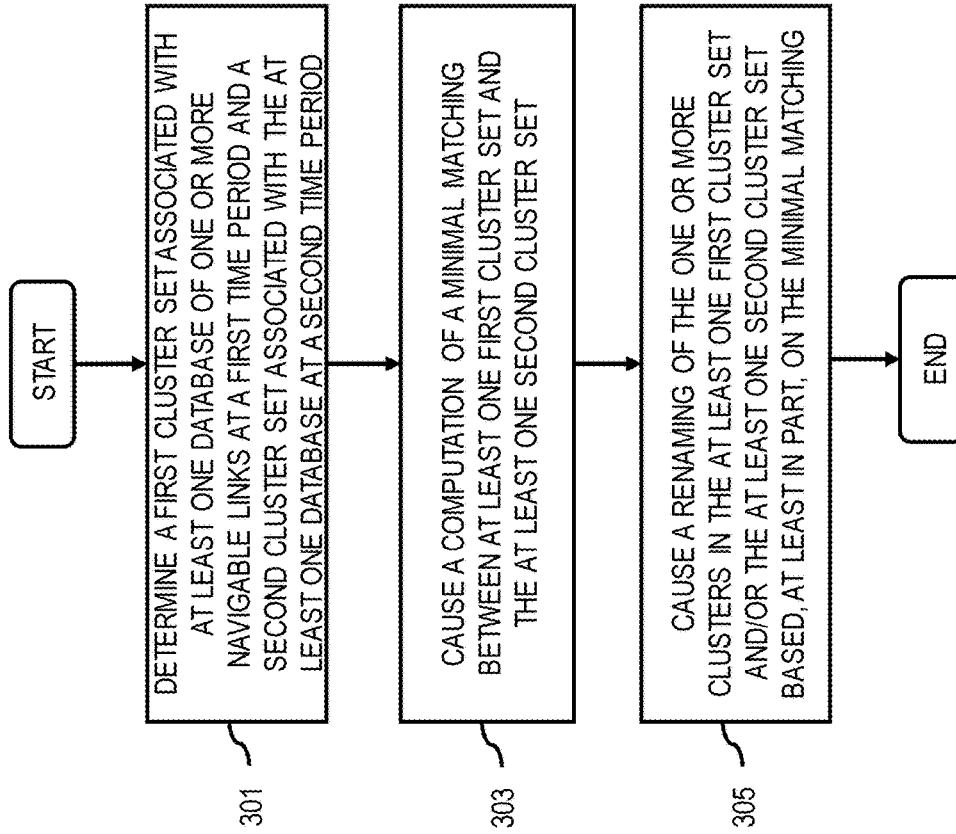 START
301
DETERMINE A FIRST CLUSTER SET ASSOCIATED WITH
AT LEAST ONE DATABASE OF ONE OR MORE
NAVIGABLE LINKS AT A FIRST TIME PERIOD AND A
SECOND CLUSTER SET ASSOCIATED WITH THE AT
LEAST ONE DATABASE AT A SECOND TIME PERIOD
303
CAUSE A COMPUTATION OF A MINIMAL MATCHING
BETWEEN AT LEAST ONE FIRST CLUSTER SET AND
THE AT LEAST ONE SECOND CLUSTER SET
305
CAUSE A RENAMING OF THE ONE OR MORE
CLUSTERS IN THE AT LEAST ONE FIRST CLUSTER SET
AND/OR THE AT LEAST ONE SECOND CLUSTER SET
BASED, AT LEAST IN PART, ON THE MINIMAL MATCHING
END